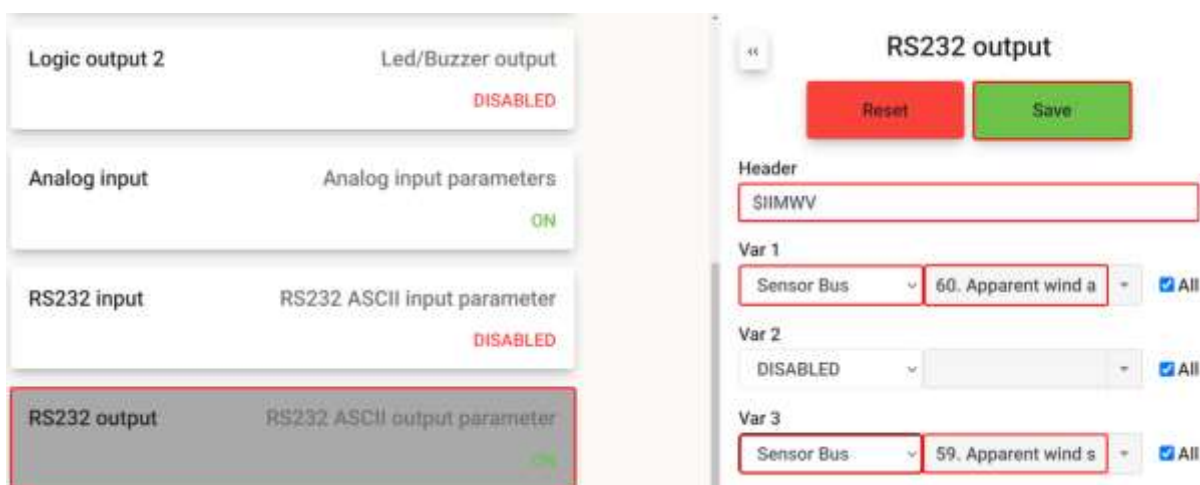 Logic output 2 Led/Buzzer output
DISABLED
Analog input Analog input parameters
ON
RS232 input RS232 ASCII input parameter
DISABLED
RS232 output RS232 ASCII output parameter
ON
‹‹ RS232 output
Reset Save
Header
$IIMWV
Var 1
Sensor Bus 60. Apparent wind a All
Var 2
DISABLED All
Var 3
Sensor Bus 59. Apparent wind s All